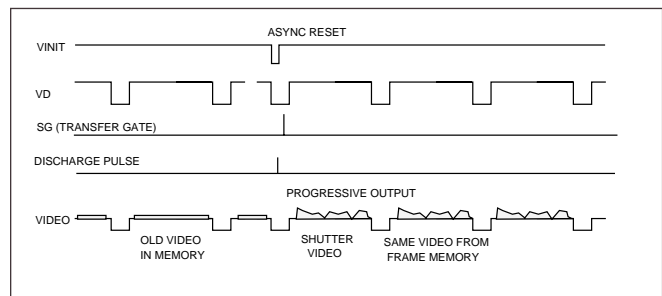 ASYNC RESET
VINIT
VD
SG (TRANSFER GATE)
DISCHARGE PULSE
PROGRESSIVE OUTPUT
VIDEO
OLD VIDEO
IN MEMORY
SHUTTER
VIDEO
SAME VIDEO FROM
FRAME MEMORY